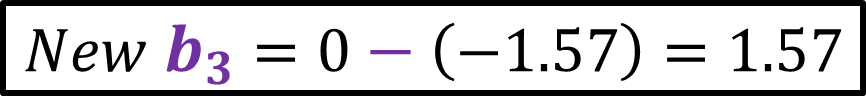 New b₃ = 0 − (−1.57) = 1.57